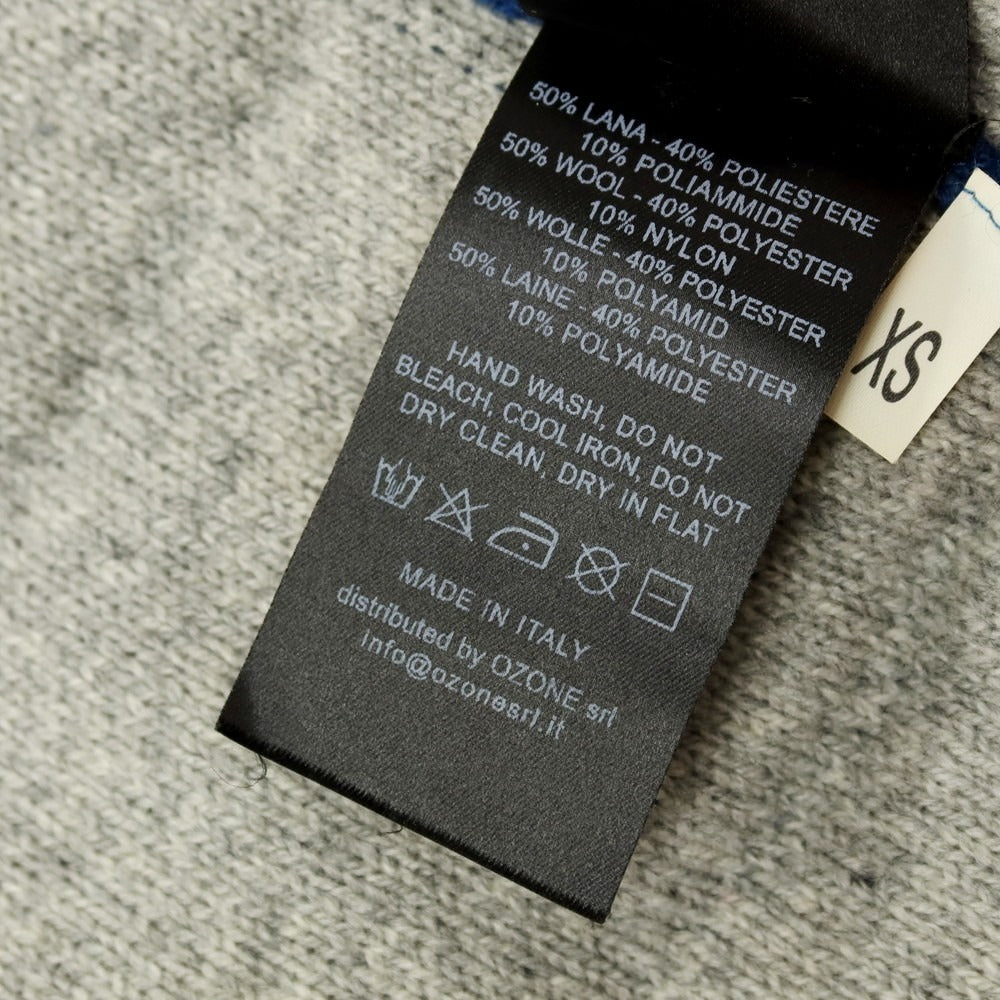 50% LANA - 40% POLIESTERE
10% POLIAMMIDE
50% WOOL - 40% POLYESTER
10% NYLON
50% WOLLE - 40% POLYESTER
10% POLYAMID
50% LAINE - 40% POLYESTER
10% POLYAMIDE
HAND WASH, DO NOT
BLEACH, COOL IRON, DO NOT
DRY CLEAN, DRY IN FLAT
MADE IN ITALY
distributed by OZONE srl
info@ozonesrl.it
XS